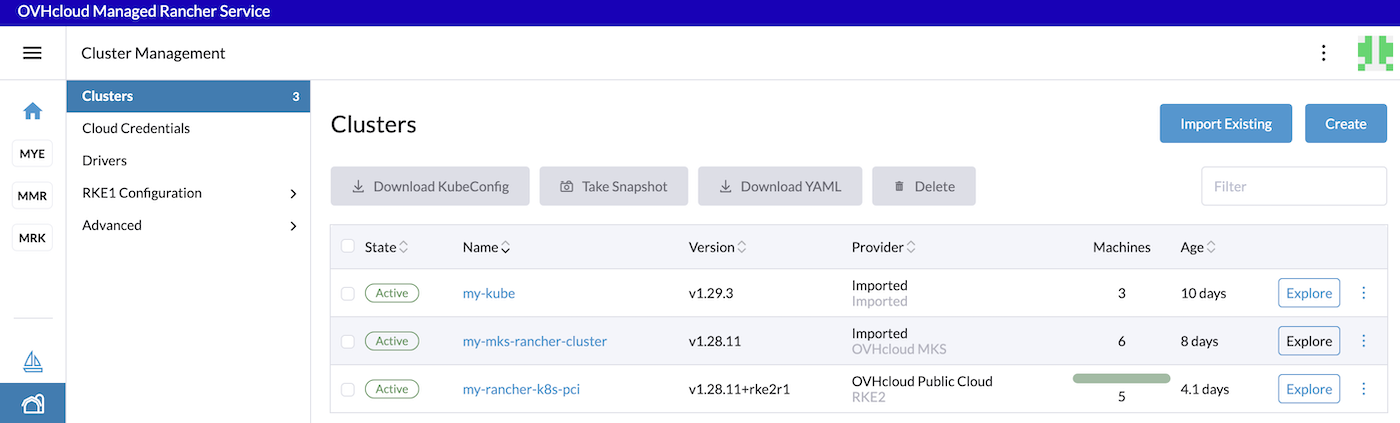 OVHcloud Managed Rancher Service
Cluster Management
Clusters 3
Cloud Credentials
Drivers
RKE1 Configuration
Advanced
MYE
MMR
MRK
Clusters
Import Existing Create
Download KubeConfig Take Snapshot Download YAML Delete
Filter
State Name Version Provider Machines Age
Active my-kube v1.29.3 Imported 3 10 days Explore
Imported
Active my-mks-rancher-cluster v1.28.11 Imported 6 8 days Explore
OVHcloud MKS
Active my-rancher-k8s-pci v1.28.11+rke2r1 OVHcloud Public Cloud 5 4.1 days Explore
RKE2